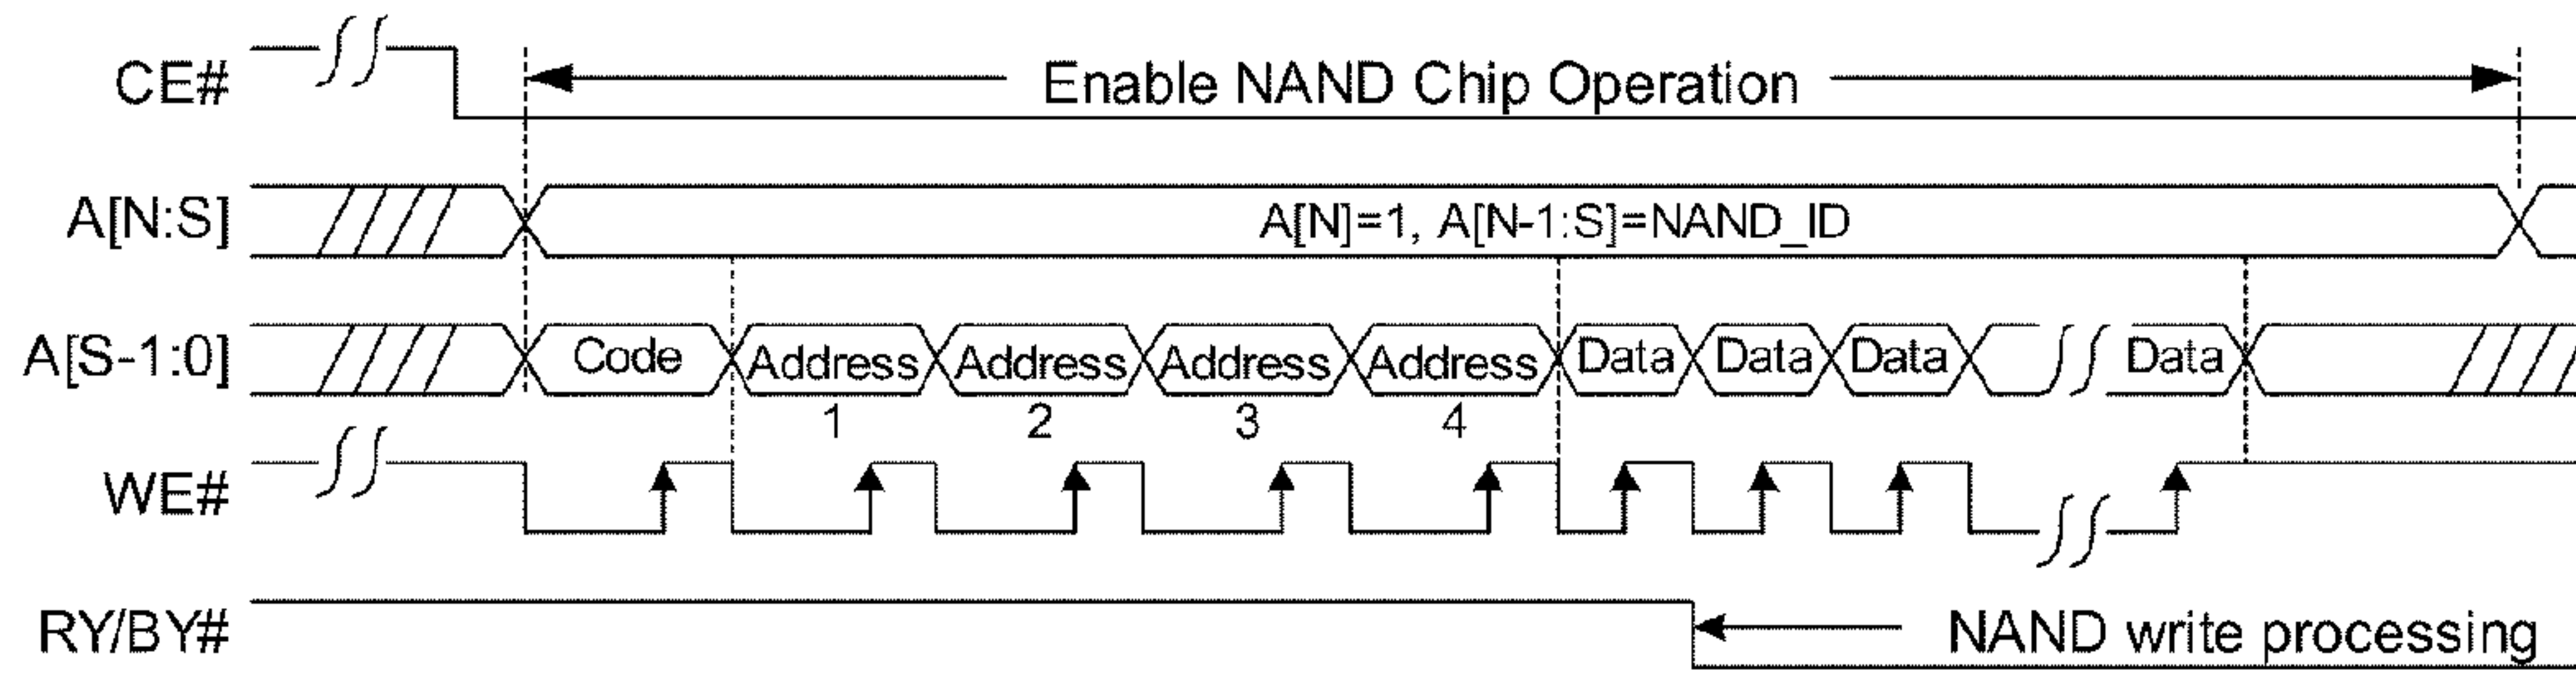 CE# Enable NAND Chip Operation
A[N:S] A[N]=1, A[N-1:S]=NAND_ID
A[S-1:0] Code Address Address Address Address Data Data Data Data
1 2 3 4
WE#
RY/BY# NAND write processing